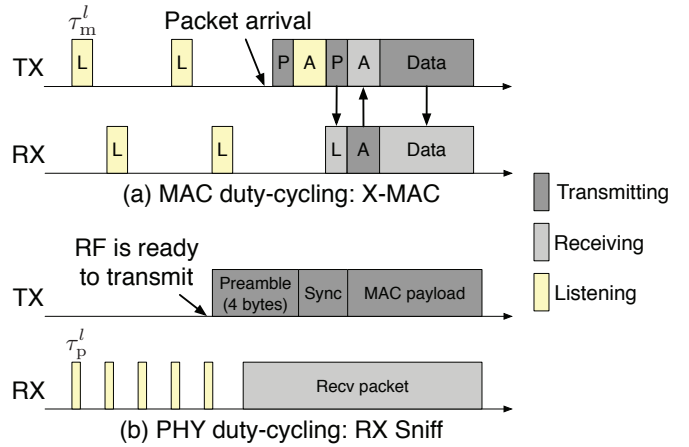 τ_m^l
Packet arrival
TX
L
L
P
A
P
A
Data
RX
L
L
L
A
Data
(a) MAC duty-cycling: X-MAC
Transmitting
Receiving
Listening
RF is ready
to transmit
TX
Preamble
(4 bytes)
Sync
MAC payload
τ_p^l
RX
Recv packet
(b) PHY duty-cycling: RX Sniff